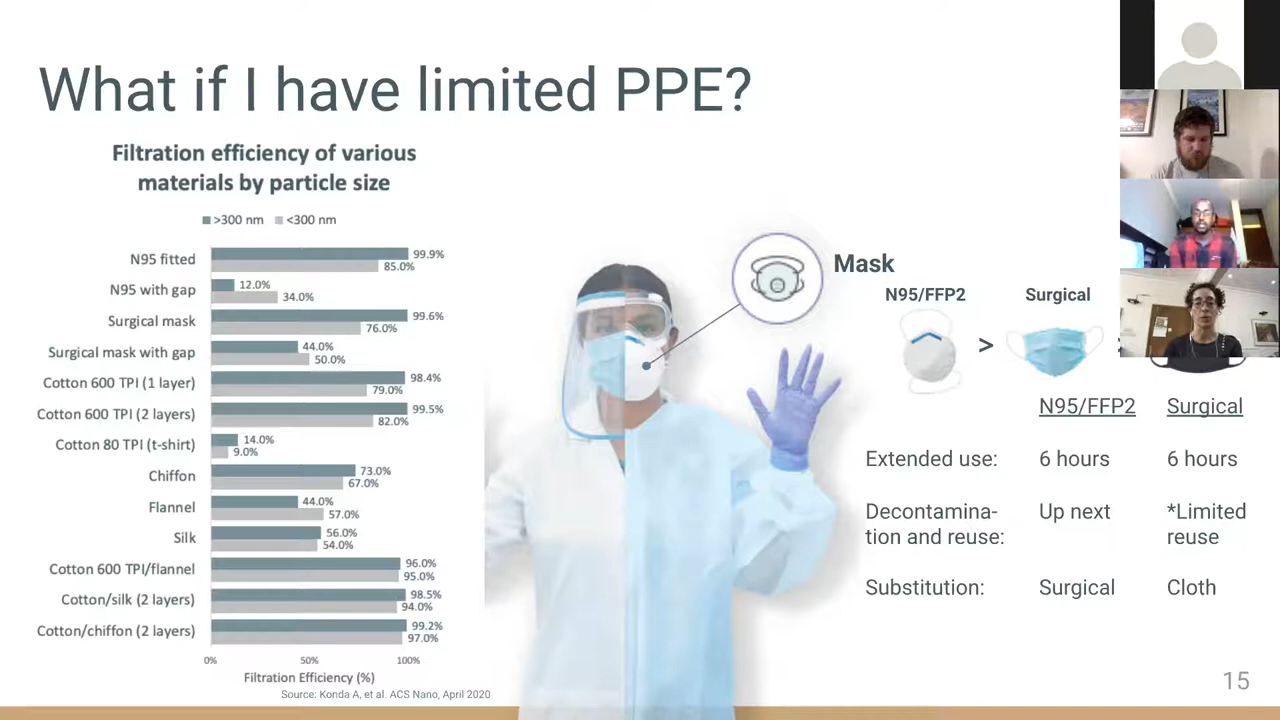 What if I have limited PPE?
Filtration efficiency of various
materials by particle size
>300 nm <300 nm
N95 fitted 99.9% 85.0%
N95 with gap 12.0% 34.0%
Surgical mask 99.6% 76.0%
Surgical mask with gap 44.0% 50.0%
Cotton 600 TPI (1 layer) 98.4% 79.0%
Cotton 600 TPI (2 layers) 99.5% 82.0%
Cotton 80 TPI (t-shirt) 14.0% 9.0%
Chiffon 73.0% 67.0%
Flannel 44.0% 57.0%
Silk 56.0% 54.0%
Cotton 600 TPI/flannel 96.0% 95.0%
Cotton/silk (2 layers) 98.5% 94.0%
Cotton/chiffon (2 layers) 99.2% 97.0%
0% 50% 100%
Filtration Efficiency (%)
Source: Konda A, et al. ACS Nano, April 2020
Mask
N95/FFP2 Surgical
>
N95/FFP2 Surgical
Extended use: 6 hours 6 hours
Decontamina- Up next *Limited
tion and reuse: reuse
Substitution: Surgical Cloth
15